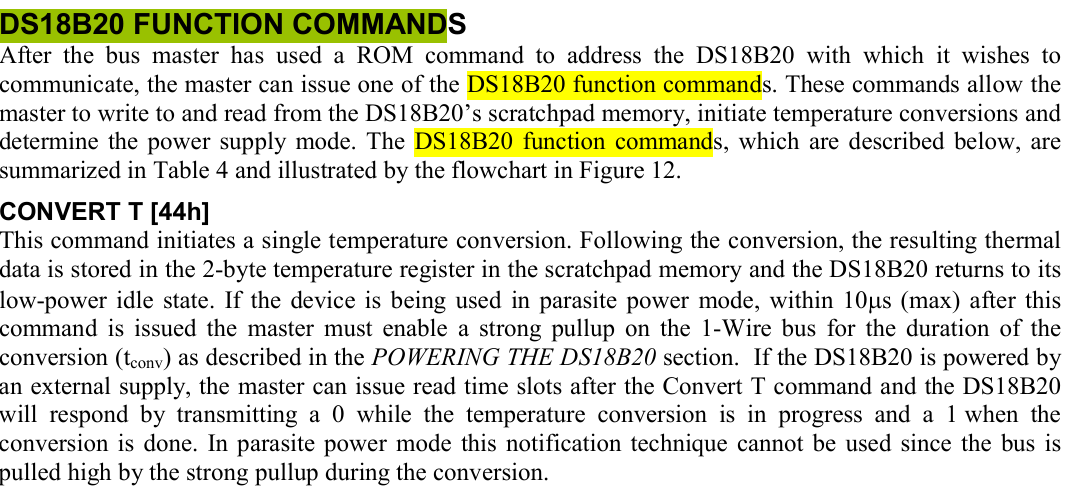 DS18B20 FUNCTION COMMANDS
After the bus master has used a ROM command to address the DS18B20 with which it wishes to
communicate, the master can issue one of the DS18B20 function commands. These commands allow the
master to write to and read from the DS18B20’s scratchpad memory, initiate temperature conversions and
determine the power supply mode. The DS18B20 function commands, which are described below, are
summarized in Table 4 and illustrated by the flowchart in Figure 12.
CONVERT T [44h]
This command initiates a single temperature conversion. Following the conversion, the resulting thermal
data is stored in the 2-byte temperature register in the scratchpad memory and the DS18B20 returns to its
low-power idle state. If the device is being used in parasite power mode, within 10μs (max) after this
command is issued the master must enable a strong pullup on the 1-Wire bus for the duration of the
conversion (tconv) as described in the POWERING THE DS18B20 section. If the DS18B20 is powered by
an external supply, the master can issue read time slots after the Convert T command and the DS18B20
will respond by transmitting a 0 while the temperature conversion is in progress and a 1 when the
conversion is done. In parasite power mode this notification technique cannot be used since the bus is
pulled high by the strong pullup during the conversion.